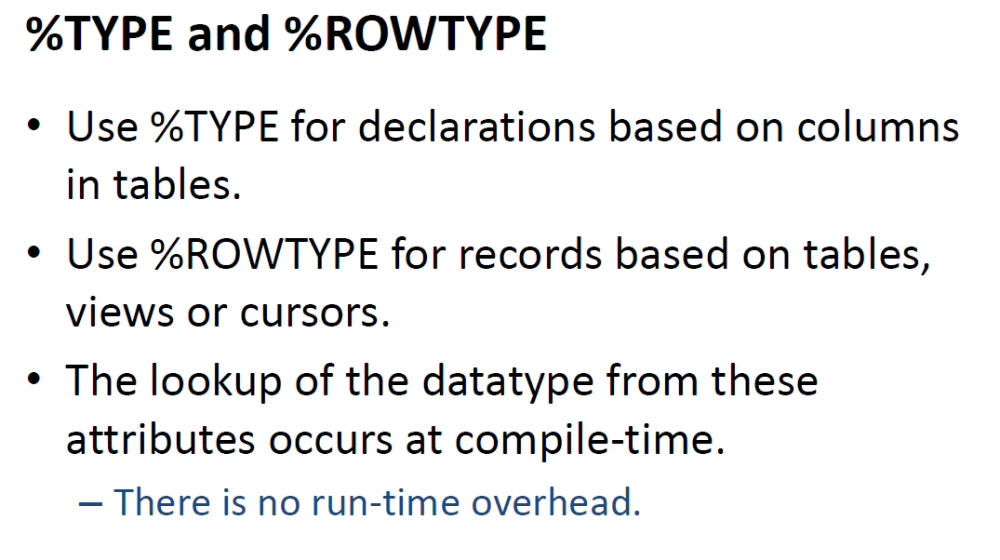 %TYPE and %ROWTYPE
• Use %TYPE for declarations based on columns
in tables.
• Use %ROWTYPE for records based on tables,
views or cursors.
• The lookup of the datatype from these
attributes occurs at compile-time.
– There is no run-time overhead.